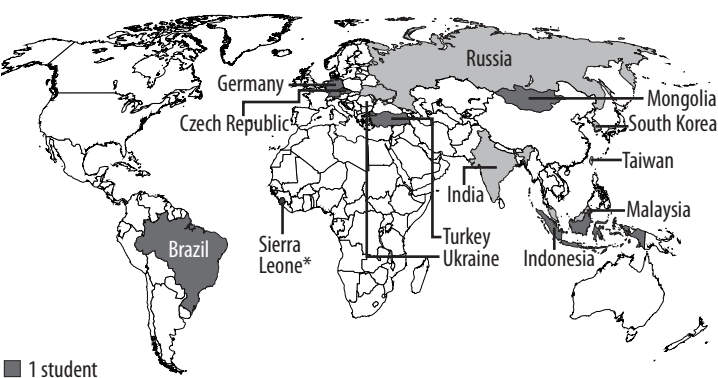 Russia
Germany
Mongolia
Czech Republic
South Korea
Taiwan
India
Malaysia
Brazil
Sierra
Leone*
Turkey
Ukraine
Indonesia
1 student